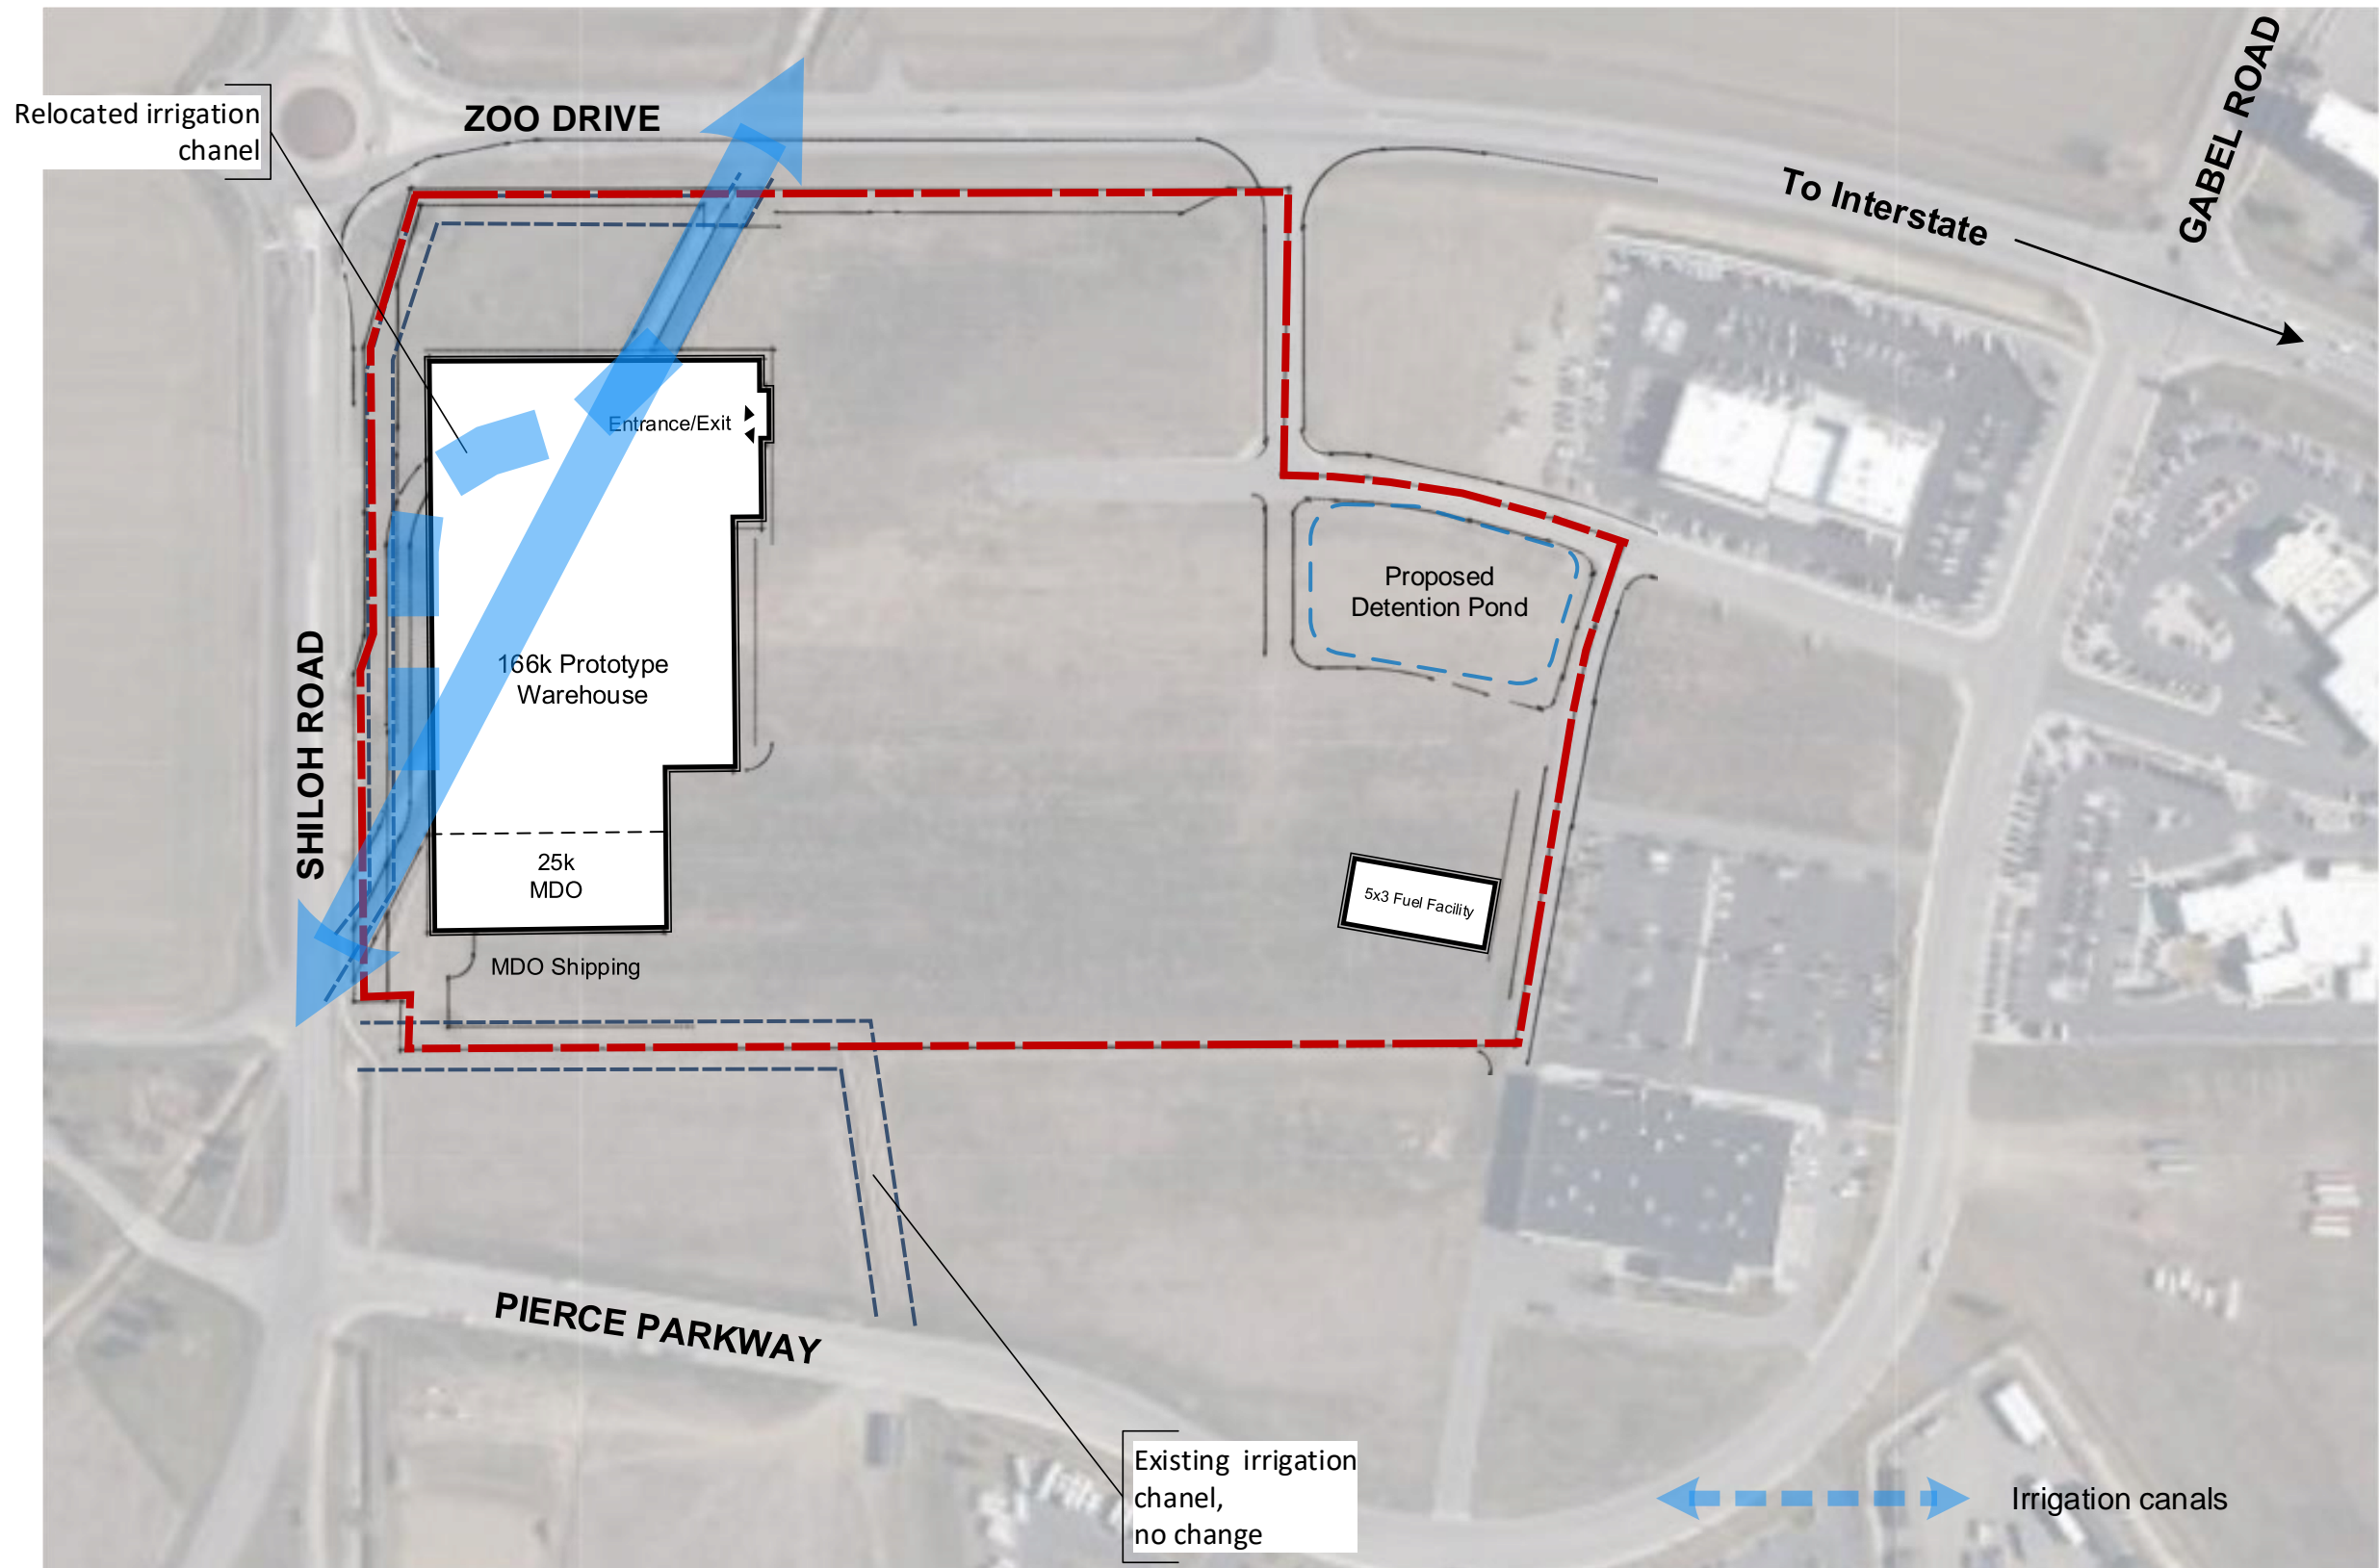 Relocated irrigation
chanel
ZOO DRIVE
GABEL ROAD
To Interstate
Entrance/Exit
Proposed
Detention Pond
SHILOH ROAD
166k Prototype
Warehouse
25k
MDO
5x3 Fuel Facility
MDO Shipping
PIERCE PARKWAY
Existing irrigation
chanel,
no change
Irrigation canals